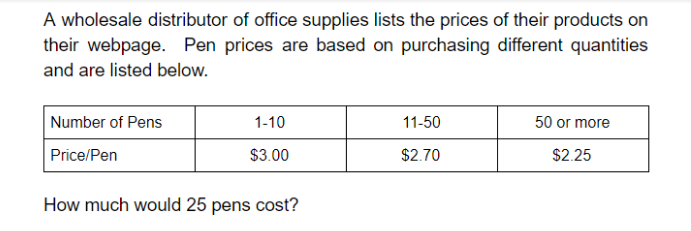 A wholesale distributor of office supplies lists the prices of their products on
their webpage. Pen prices are based on purchasing different quantities
and are listed below.
Number of Pens 1-10 11-50 50 or more
Price/Pen $3.00 $2.70 $2.25
How much would 25 pens cost?